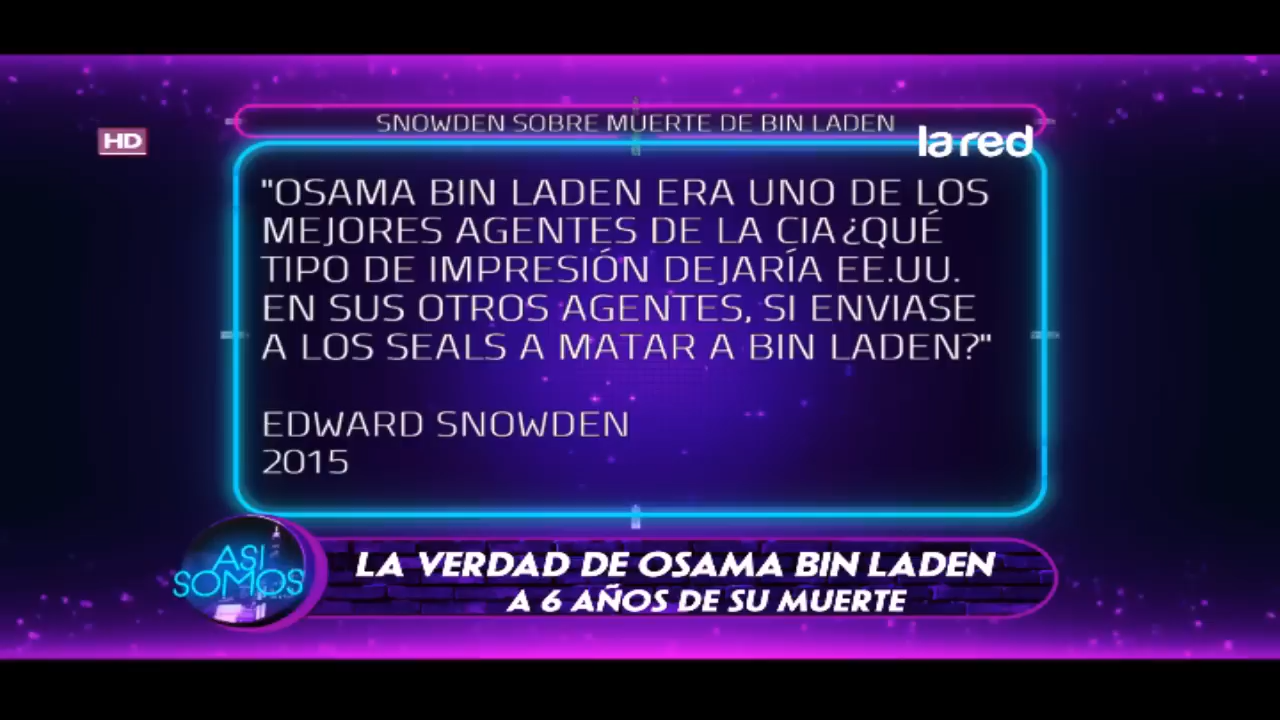 SNOWDEN SOBRE MUERTE DE BIN LADEN
HD
la red
"OSAMA BIN LADEN ERA UNO DE LOS
MEJORES AGENTES DE LA CIA ¿QUÉ
TIPO DE IMPRESIÓN DEJARÍA EE.UU.
EN SUS OTROS AGENTES, SI ENVIASE
A LOS SEALS A MATAR A BIN LADEN?"
EDWARD SNOWDEN
2015
ASI
SOMOS
LA VERDAD DE OSAMA BIN LADEN
A 6 AÑOS DE SU MUERTE